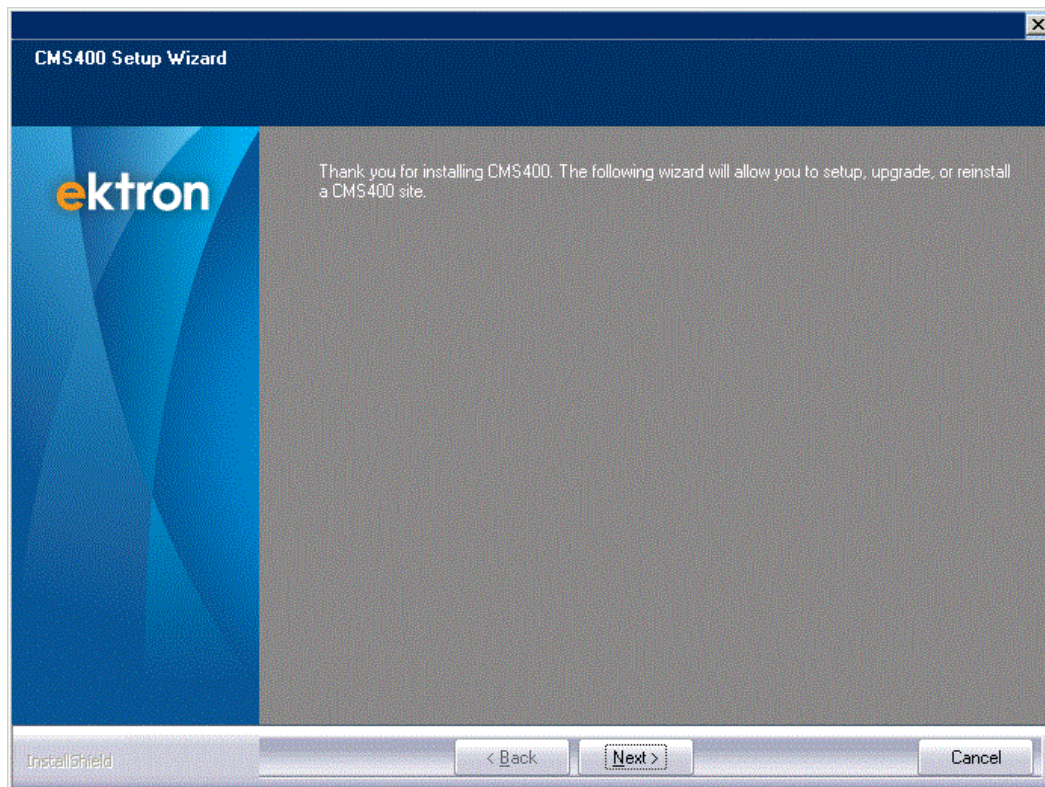 CMS400 Setup Wizard
ektron
Thank you for installing CMS400. The following wizard will allow you to setup, upgrade, or reinstall
a CMS400 site.
InstallShield
< Back
Next >
Cancel